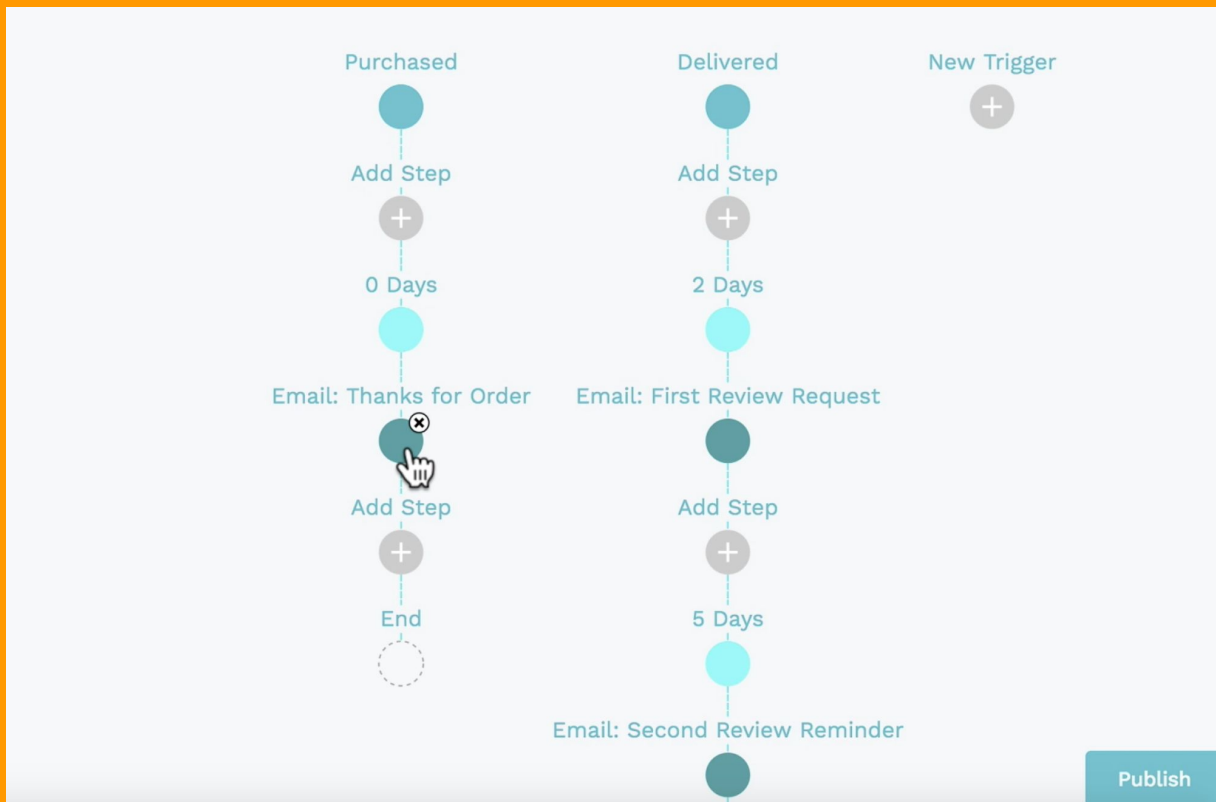 Purchased
Delivered
New Trigger
Add Step
Add Step
0 Days
2 Days
Email: Thanks for Order
Email: First Review Request
Add Step
Add Step
End
5 Days
Email: Second Review Reminder
Publish